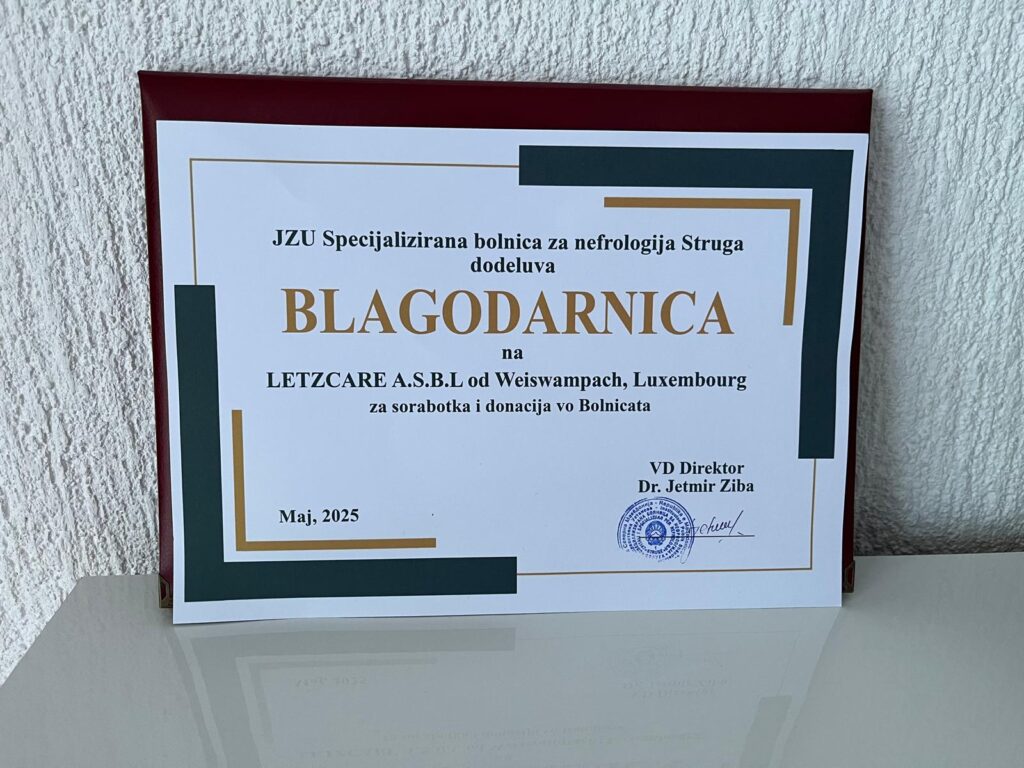 JZU Specijalizirana bolnica za nefrologija Struga
dodeluva
BLAGODARNICA
na
LETZCARE A.S.B.L od Weiswampach, Luxembourg
za sorabotka i donacija vo Bolnicata
VD Direktor
Dr. Jetmir Ziba
Maj, 2025